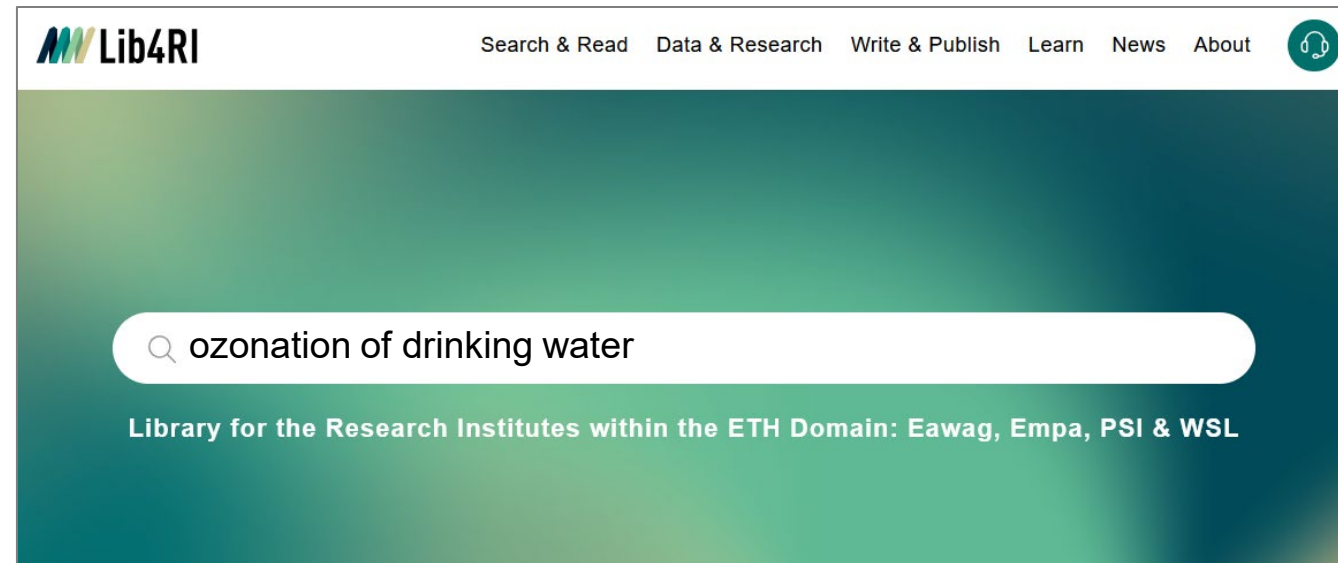 Lib4RI Search & Read Data & Research Write & Publish Learn News About
ozonation of drinking water
Library for the Research Institutes within the ETH Domain: Eawag, Empa, PSI & WSL